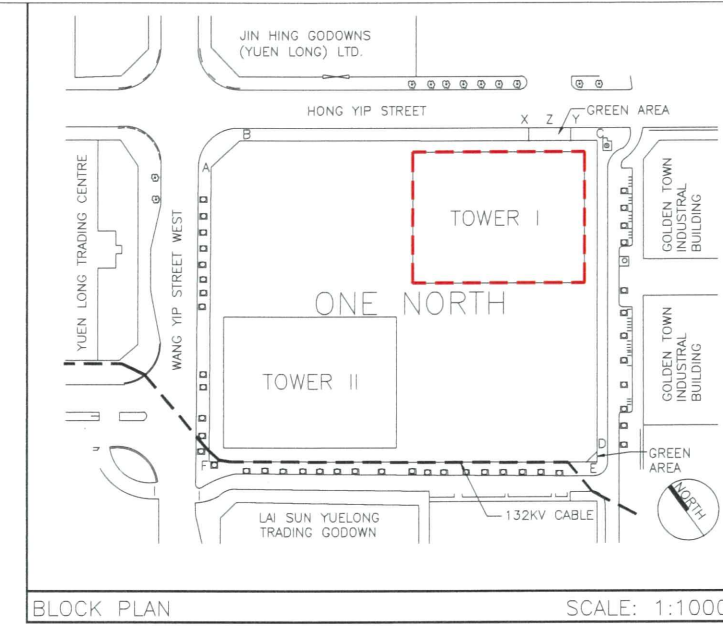 JIN HING GODOWNS
(YUEN LONG) LTD.
HONG YIP STREET
X Z Y
GREEN AREA
B
C
A
YUEN LONG TRADING CENTRE
WANG YIP STREET WEST
TOWER I
GOLDEN TOWN
INDUSTRAL
BUILDING
ONE NORTH
TOWER II
GOLDEN TOWN
INDUSTRAL
BUILDING
D
F
E
GREEN
AREA
NORTH
LAI SUN YUELONG
TRADING GODOWN
132KV CABLE
BLOCK PLAN
SCALE: 1:1000